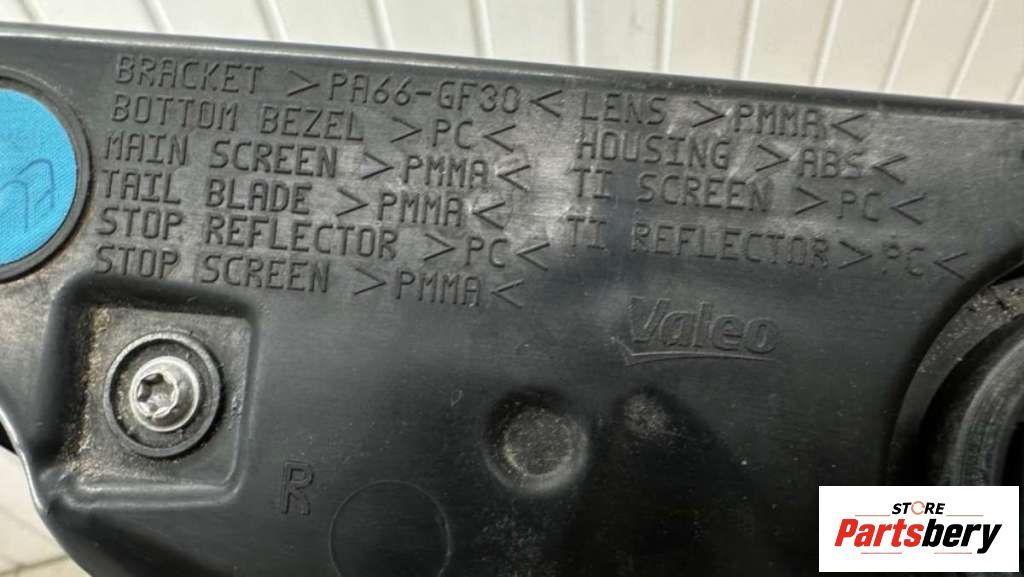 BRACKET >PA66-GF30<
BOTTOM BEZEL >PC<
MAIN SCREEN >PMMA<
TAIL BLADE >PMMA<
STOP REFLECTOR >PC<
STOP SCREEN >PMMA<
LENS >PMMA<
HOUSING >ABS<
TI SCREEN >PC<
TI REFLECTOR>PC<
Valeo
R
STORE
Partsbery